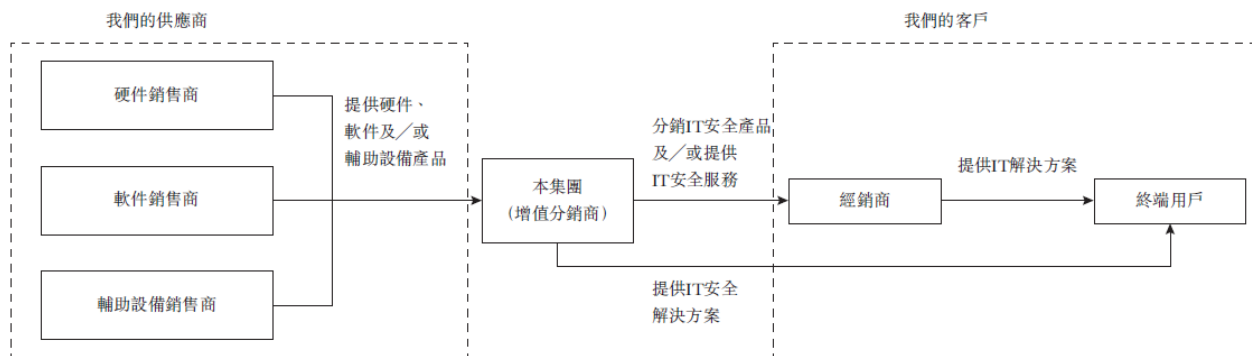 我們的供應商
我們的客戶
硬件銷售商
軟件銷售商
輔助設備銷售商
提供硬件、
軟件及／或
輔助設備產品
本集團
（增值分銷商）
分銷IT安全產品
及／或提供
IT安全服務
經銷商
提供IT解決方案
終端用戶
提供IT安全
解決方案